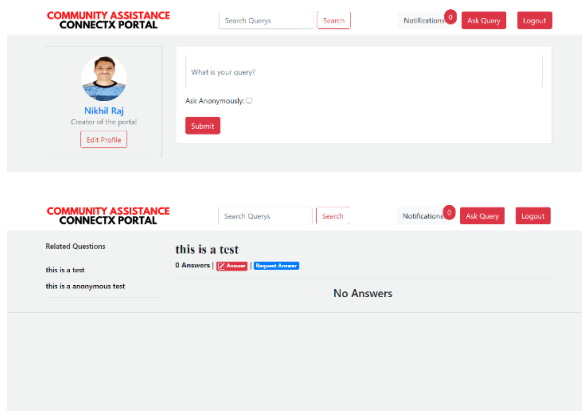 COMMUNITY ASSISTANCE
CONNECTX PORTAL
Search Querys
Search
Notifications 0
Ask Query
Logout
What is your query?
Nikhil Raj
Creator of the portal
Edit Profile
Ask Anonymously:
Submit
COMMUNITY ASSISTANCE
CONNECTX PORTAL
Search Querys
Search
Notifications 0
Ask Query
Logout
Related Questions
this is a test
this is a anonymous test
this is a test
0 Answers | Answer | Request Answer
No Answers